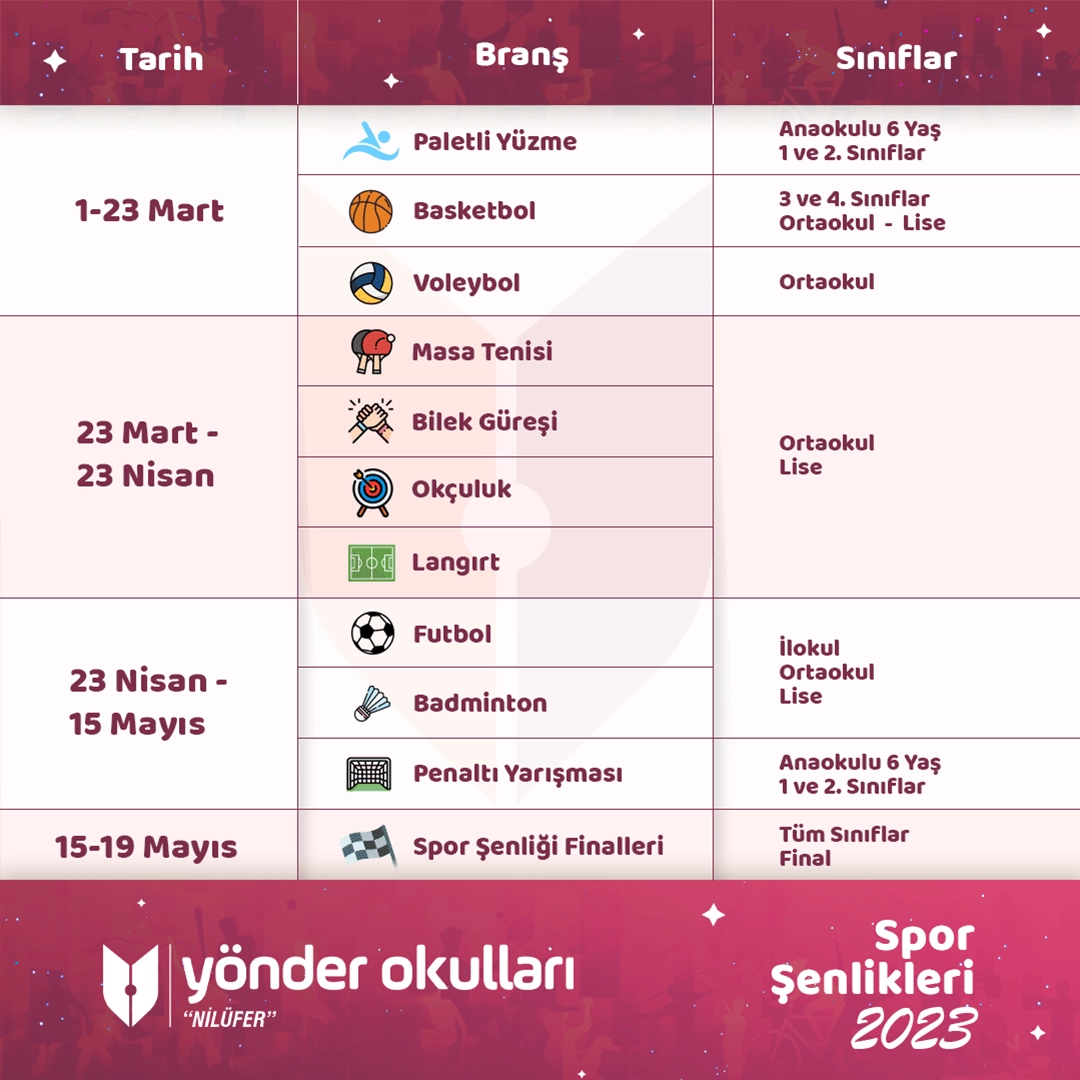 Tarih
Branş
Sınıflar
1-23 Mart
Paletli Yüzme
Anaokulu 6 Yaş
1 ve 2. Sınıflar
Basketbol
3 ve 4. Sınıflar
Ortaokul - Lise
Voleybol
Ortaokul
23 Mart -
23 Nisan
Masa Tenisi
Bilek Güreşi
Okçuluk
Langırt
Ortaokul
Lise
23 Nisan -
15 Mayıs
Futbol
Badminton
İlokul
Ortaokul
Lise
Penaltı Yarışması
Anaokulu 6 Yaş
1 ve 2. Sınıflar
15-19 Mayıs
Spor Şenliği Finalleri
Tüm Sınıflar
Final
yönder okulları
“NİLÜFER”
Spor
Şenlikleri
2023